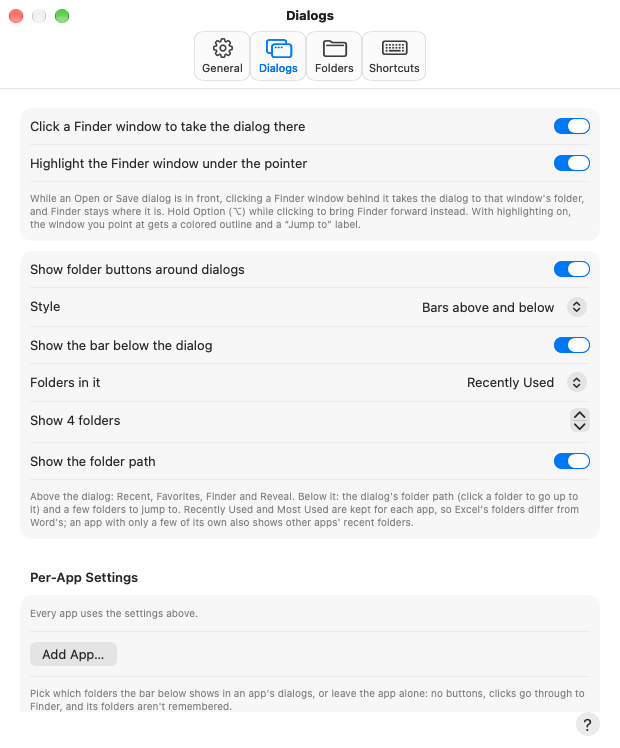 Dialogs
General
Dialogs
Folders
Shortcuts
Click a Finder window to take the dialog there
Highlight the Finder window under the pointer
While an Open or Save dialog is in front, clicking a Finder window behind it takes the dialog to that window's folder,
and Finder stays where it is. Hold Option (⌥) while clicking to bring Finder forward instead. With highlighting on,
the window you point at gets a colored outline and a “Jump to” label.
Show folder buttons around dialogs
Style
Bars above and below
Show the bar below the dialog
Folders in it
Recently Used
Show 4 folders
Show the folder path
Above the dialog: Recent, Favorites, Finder and Reveal. Below it: the dialog's folder path (click a folder to go up to
it) and a few folders to jump to. Recently Used and Most Used are kept for each app, so Excel's folders differ from
Word's; an app with only a few of its own also shows other apps' recent folders.
Per-App Settings
Every app uses the settings above.
Add App...
Pick which folders the bar below shows in an app's dialogs, or leave the app alone: no buttons, clicks go through to
Finder, and its folders aren't remembered.
?